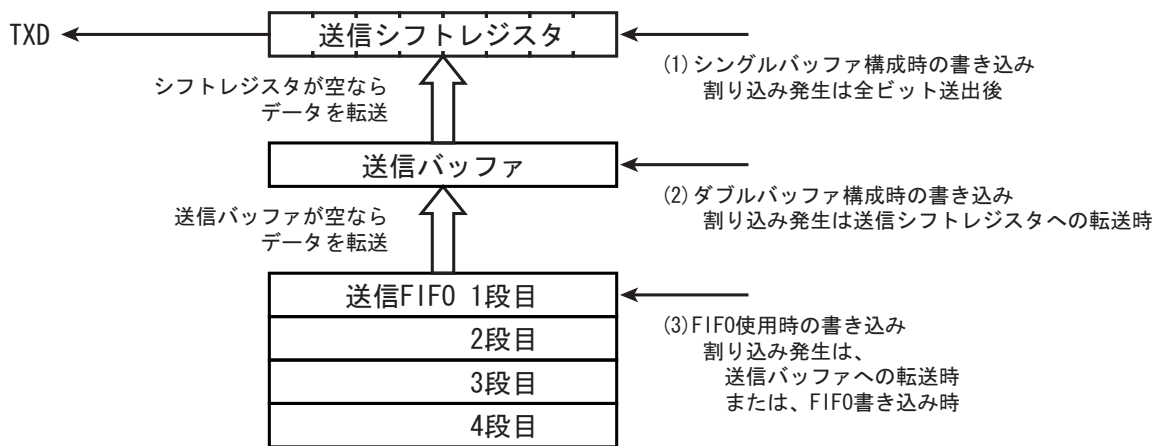 TXD
送信シフトレジスタ
(1)シングルバッファ構成時の書き込み
割り込み発生は全ビット送出後
シフトレジスタが空なら
データを転送
送信バッファ
(2)ダブルバッファ構成時の書き込み
割り込み発生は送信シフトレジスタへの転送時
送信バッファが空なら
データを転送
送信FIFO 1段目
2段目
3段目
4段目
(3)FIFO使用時の書き込み
割り込み発生は、
送信バッファへの転送時
または、FIFO書き込み時